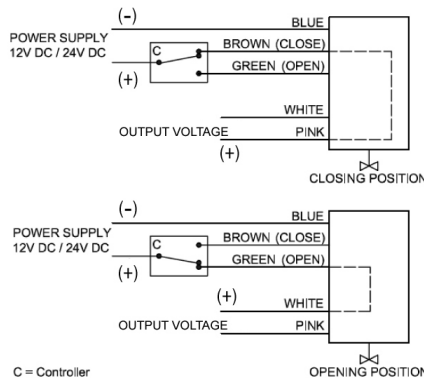 (-)
BLUE
POWER SUPPLY
12V DC / 24V DC
C
BROWN (CLOSE)
GREEN (OPEN)
(+)
WHITE
OUTPUT VOLTAGE
PINK
(+)
CLOSING POSITION
(-)
BLUE
POWER SUPPLY
12V DC / 24V DC
C
BROWN (CLOSE)
GREEN (OPEN)
(+)
(+)
WHITE
OUTPUT VOLTAGE
PINK
C = Controller
OPENING POSITION